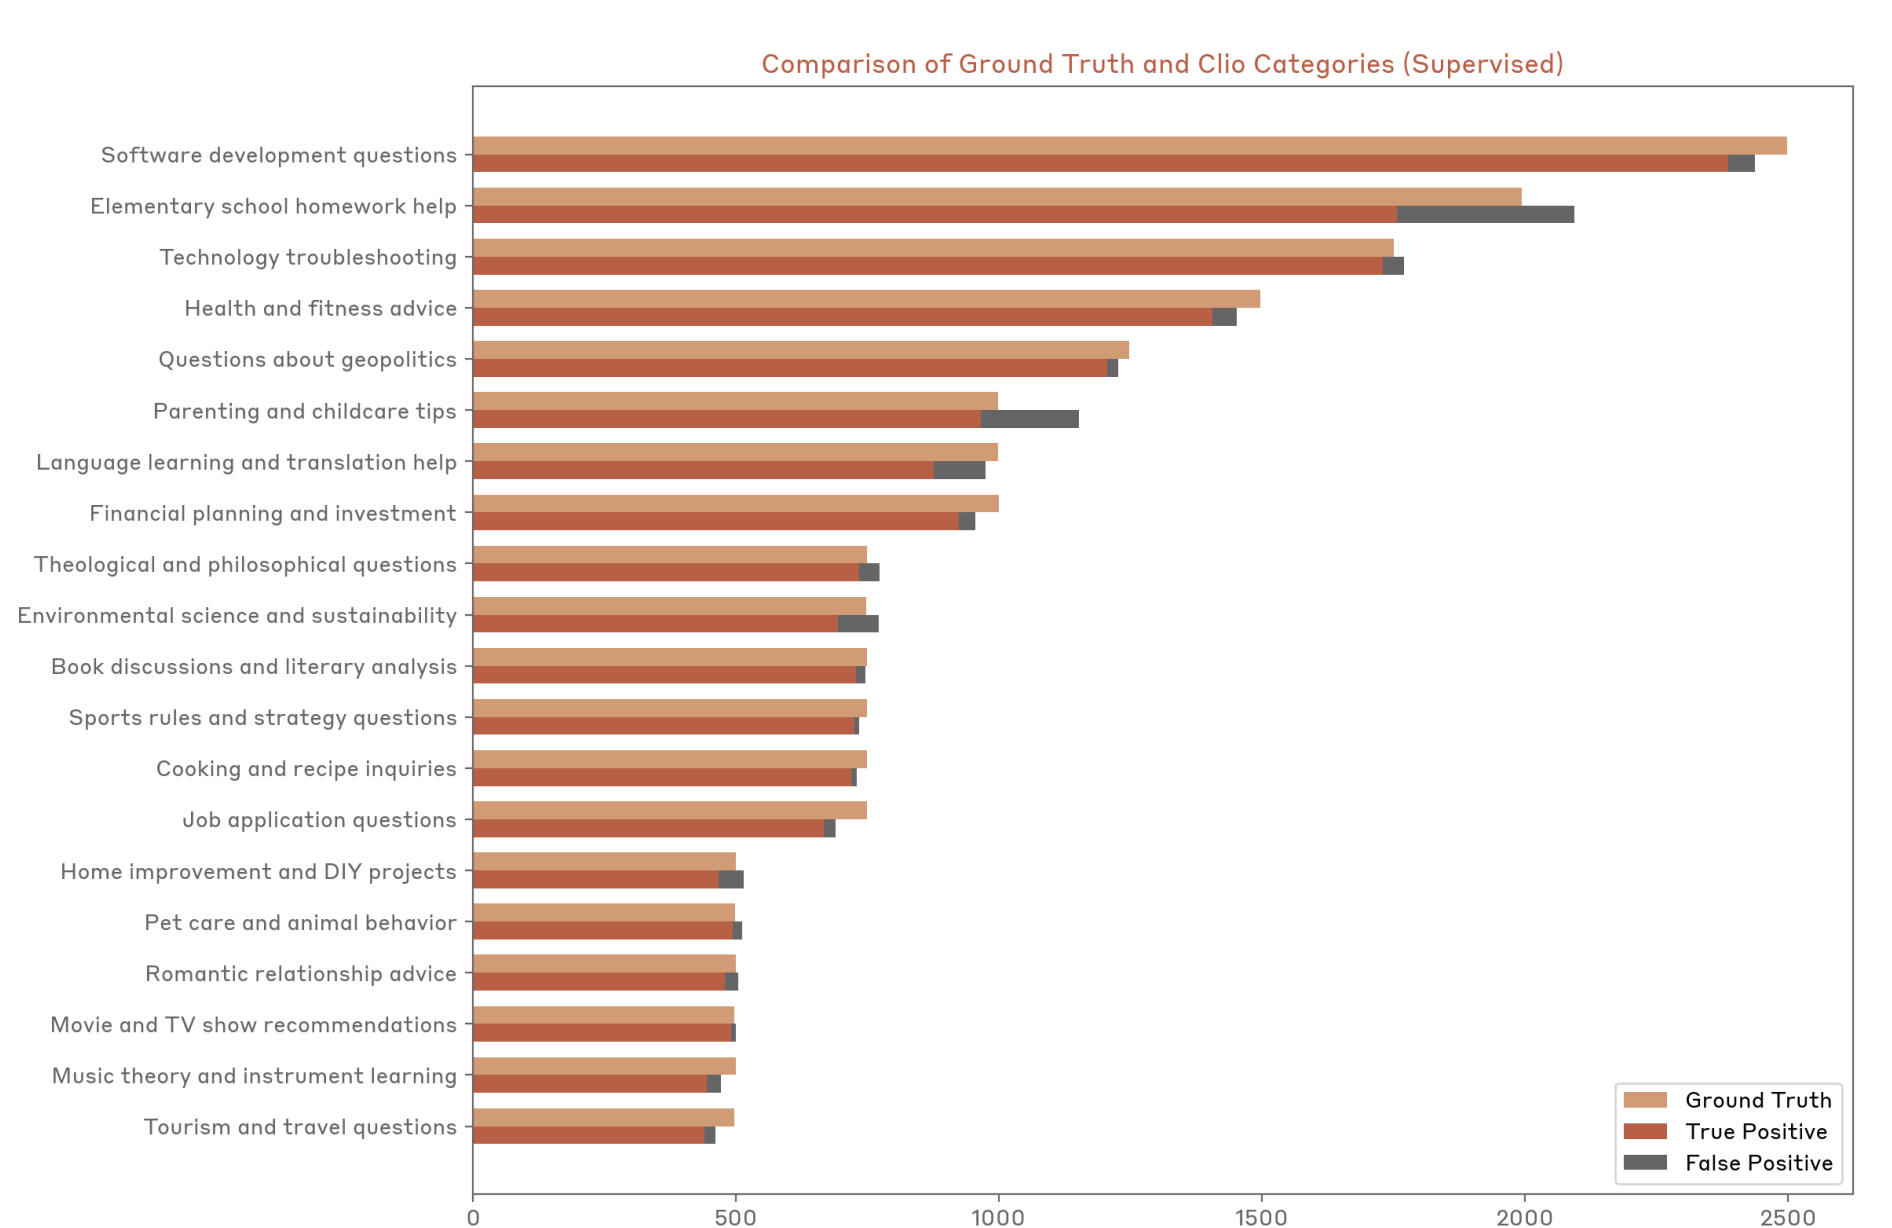 Comparison of Ground Truth and Clio Categories (Supervised)
Software development questions
Elementary school homework help
Technology troubleshooting
Health and fitness advice
Questions about geopolitics
Parenting and childcare tips
Language learning and translation help
Financial planning and investment
Theological and philosophical questions
Environmental science and sustainability
Book discussions and literary analysis
Sports rules and strategy questions
Cooking and recipe inquiries
Job application questions
Home improvement and DIY projects
Pet care and animal behavior
Romantic relationship advice
Movie and TV show recommendations
Music theory and instrument learning
Tourism and travel questions
Ground Truth
True Positive
False Positive
0 500 1000 1500 2000 2500